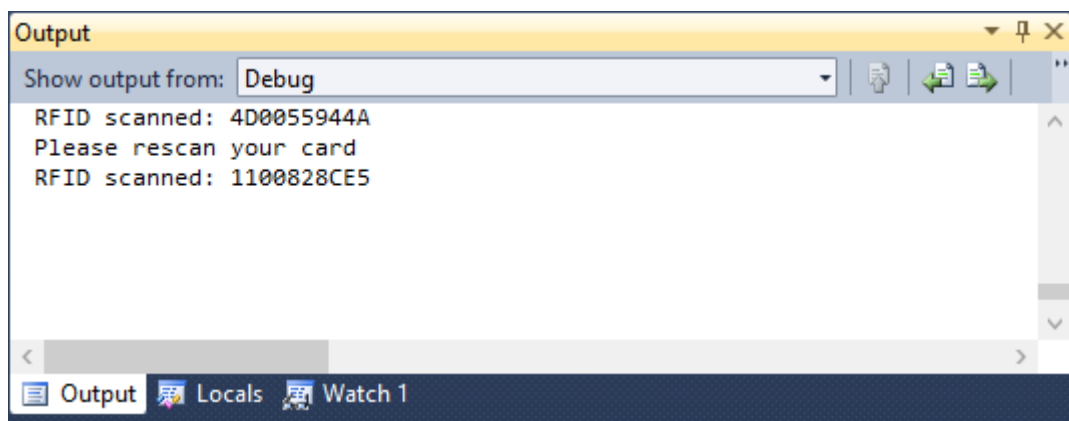 Output
Show output from: Debug
RFID scanned: 4D0055944A
Please rescan your card
RFID scanned: 1100828CE5
Output Locals Watch 1